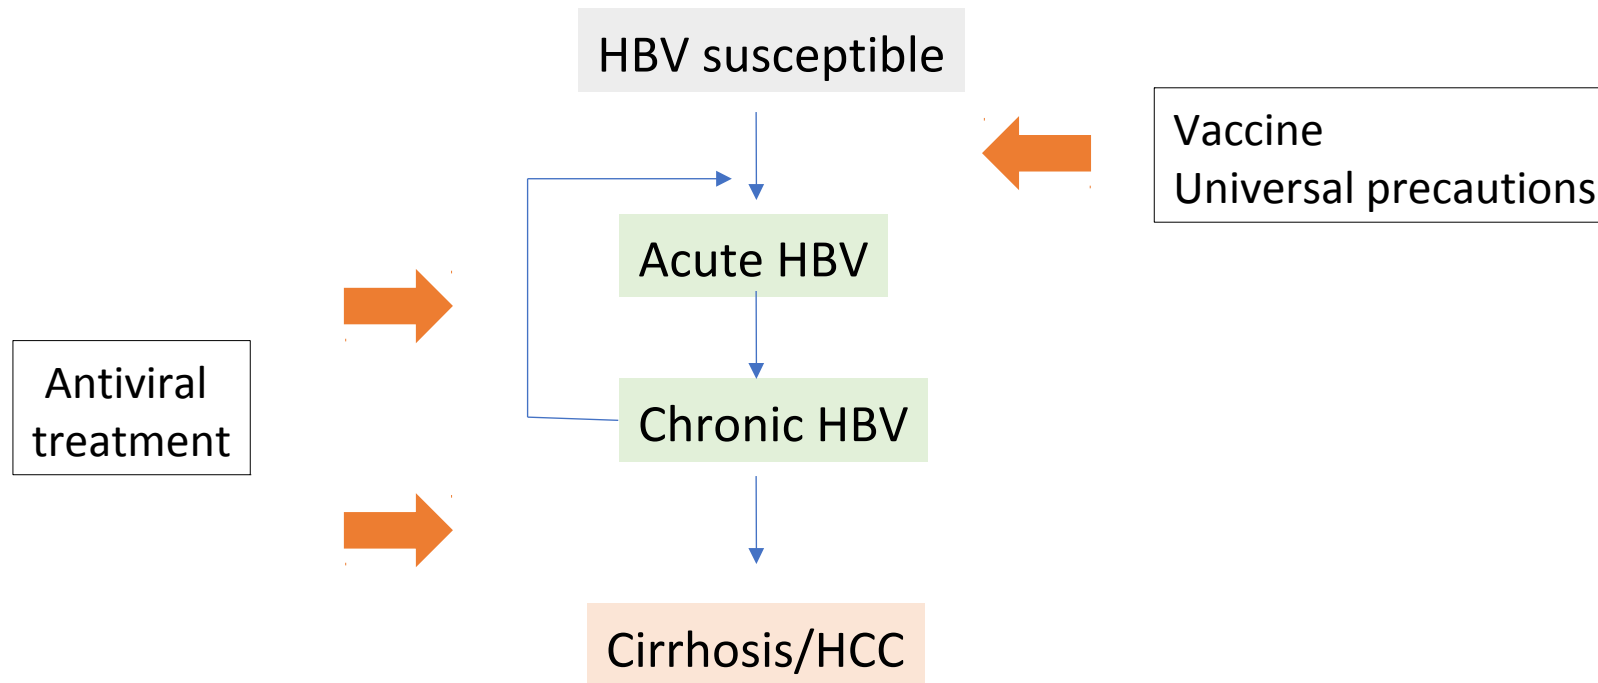 HBV susceptible
Vaccine
Universal precautions
Acute HBV
Antiviral
treatment
Chronic HBV
Cirrhosis/HCC